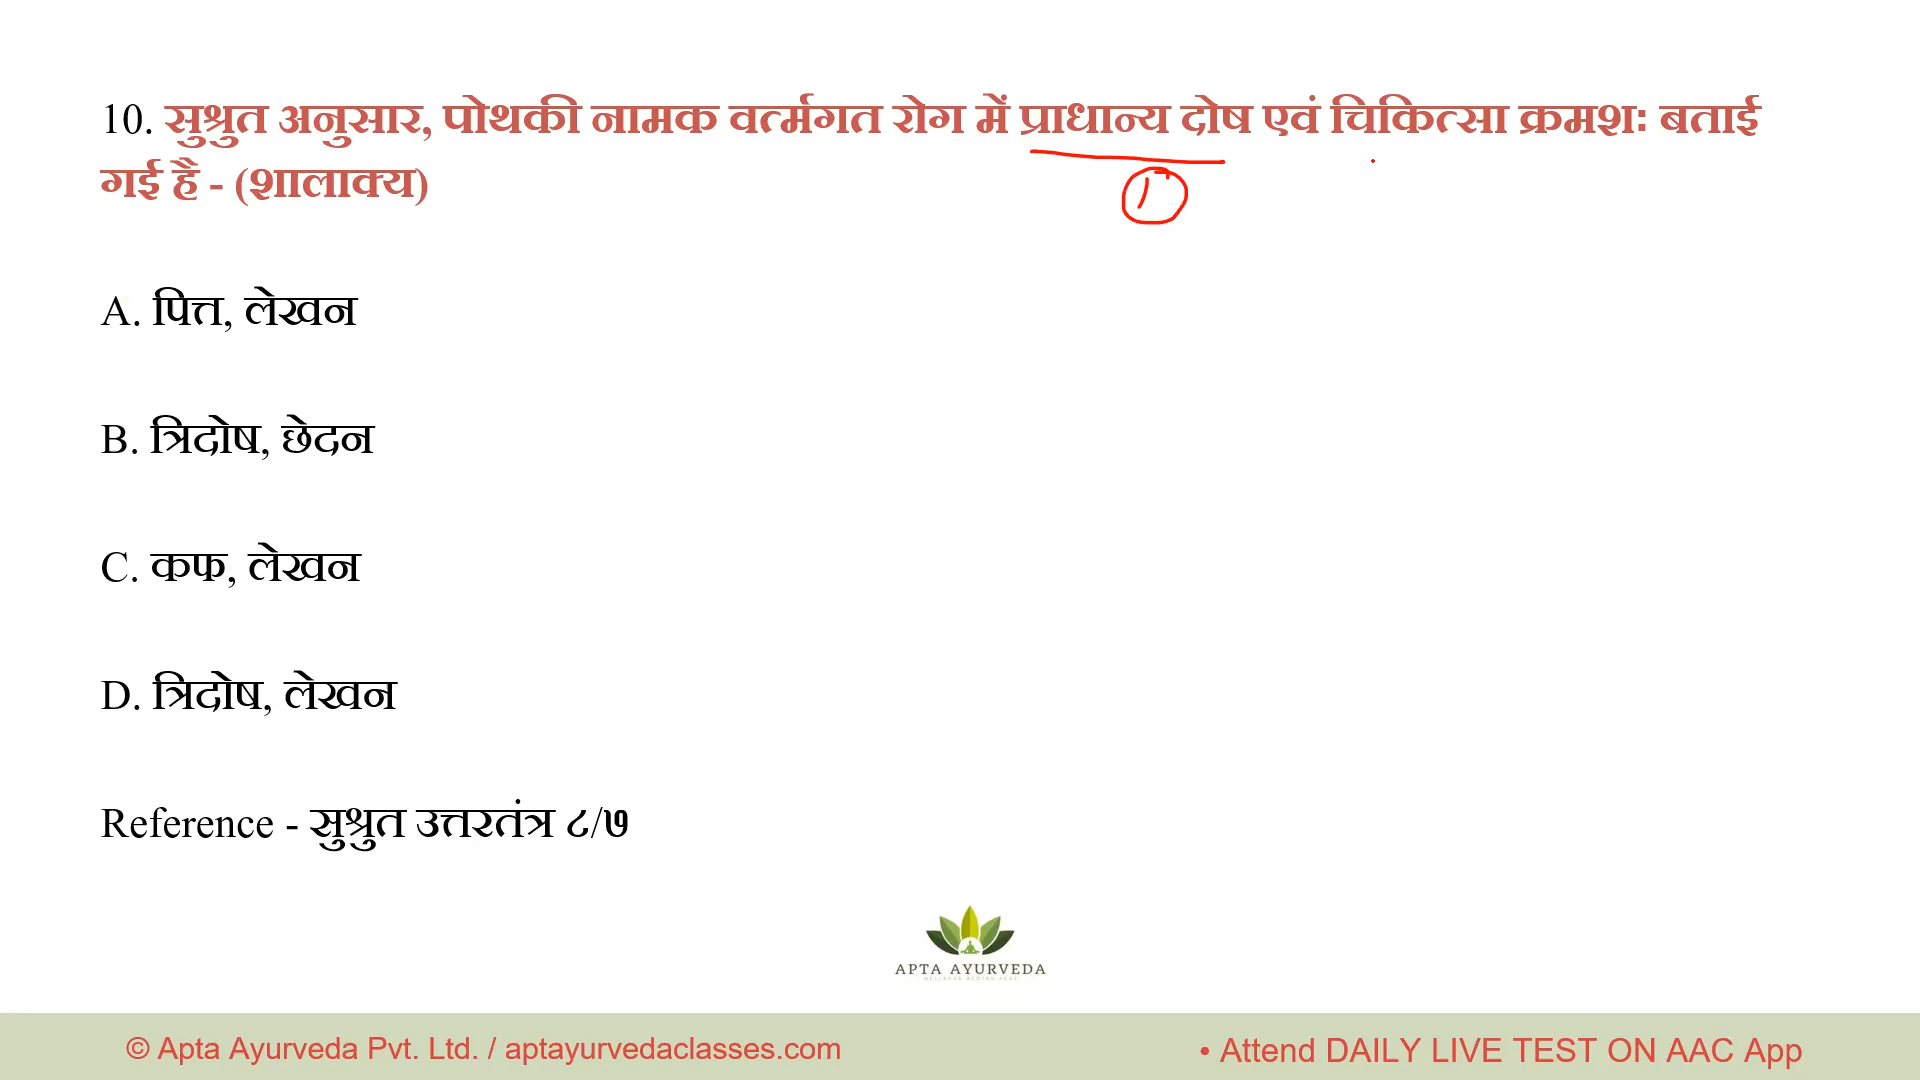 10. सुश्रुत अनुसार, पोथकी नामक वर्त्मगत रोग में प्राधान्य दोष एवं चिकित्सा क्रमशः बताई
गई है - (शालाक्य)
A. पित्त, लेखन
B. त्रिदोष, छेदन
C. कफ, लेखन
D. त्रिदोष, लेखन
Reference - सुश्रुत उत्तरतंत्र ८/७
APTA AYURVEDA
© Apta Ayurveda Pvt. Ltd. / aptayurvedaclasses.com
• Attend DAILY LIVE TEST ON AAC App